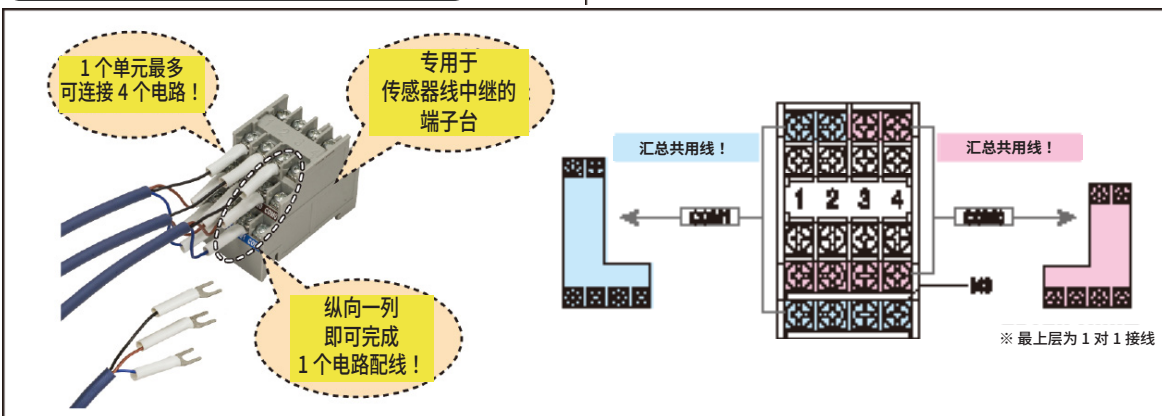 1 个单元最多
可连接 4 个电路！
专用于
传感器线中继的
端子台
纵向一列
即可完成
1 个电路配线！
汇总共用线！
汇总共用线！
1 2 3 4
COM1
M3
※ 最上层为 1 对 1 接线